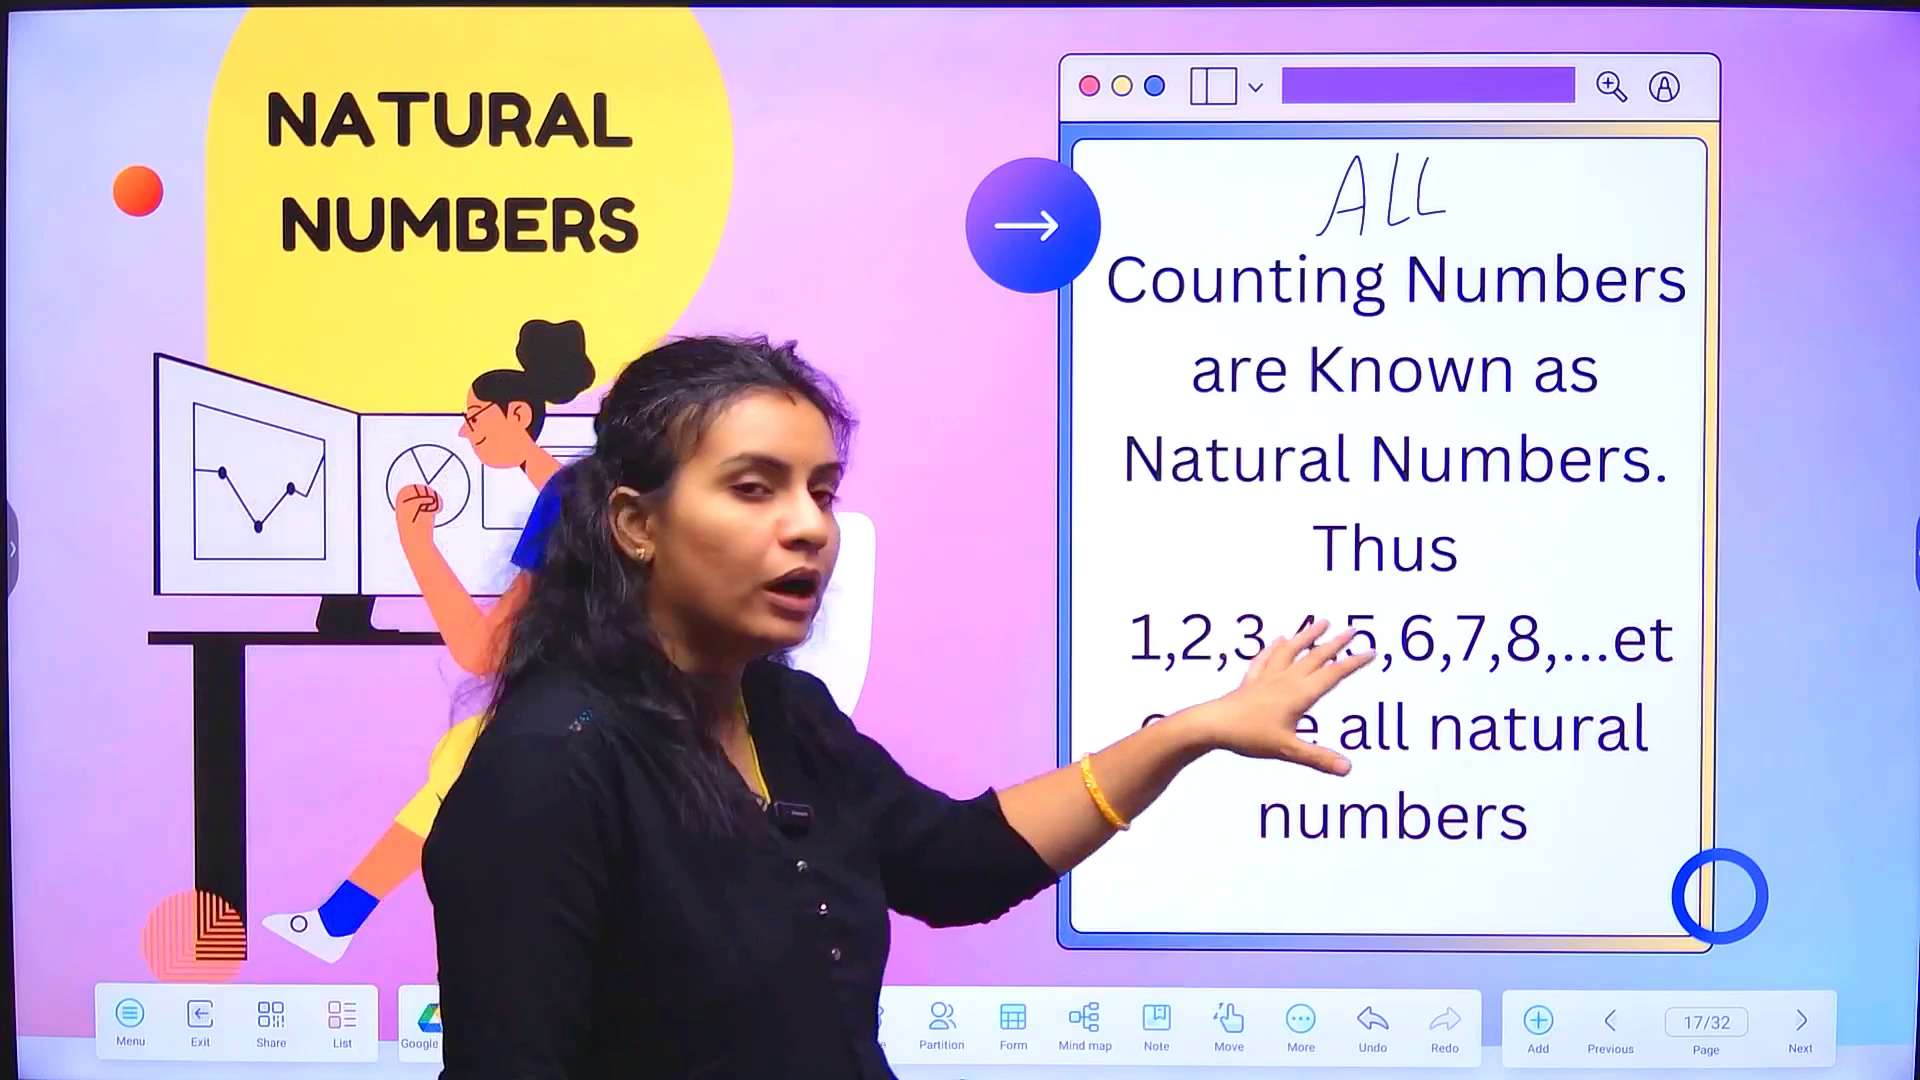 NATURAL
NUMBERS
ALL
Counting Numbers
are Known as
Natural Numbers.
Thus
1,2,3,4,5,6,7,8,...et
all natural
numbers
Menu
Exit
Share
List
Google
Partition
Form
Mind map
Note
Move
More
Undo
Redo
Add
Previous
17/32
Page
Next